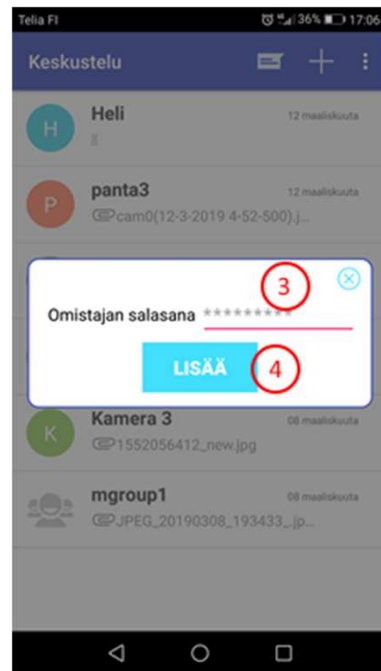 Telia FI 36% 17:06
Keskustelu
H Heli 12 maaliskuuta
P panta3 12 maaliskuuta
cam0(12-3-2019 4-52-500).j...
3
Omistajan salasana *********
LISÄÄ 4
K Kamera 3 08 maaliskuuta
1552056412_new.jpg
mgroup1 08 maaliskuuta
JPEG_20190308_193433_.jp...